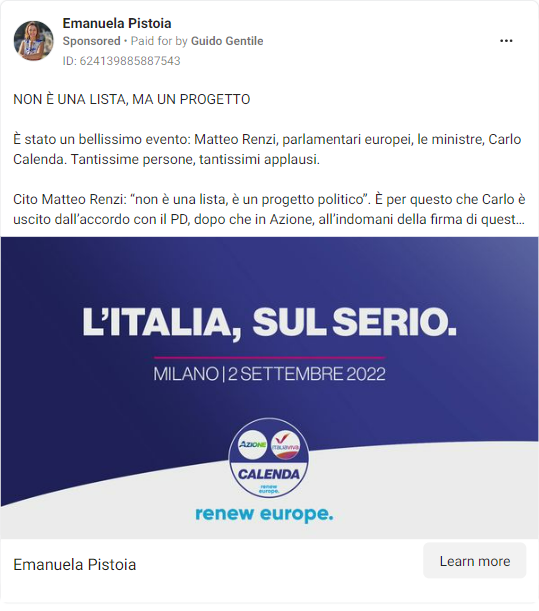 Emanuela Pistoia
Sponsored • Paid for by Guido Gentile
ID: 624139885887543
NON È UNA LISTA, MA UN PROGETTO
È stato un bellissimo evento: Matteo Renzi, parlamentari europei, le ministre, Carlo
Calenda. Tantissime persone, tantissimi applausi.
Cito Matteo Renzi: “non è una lista, è un progetto politico”. È per questo che Carlo è
uscito dall’accordo con il PD, dopo che in Azione, all’indomani della firma di quest...
L’ITALIA, SUL SERIO.
MILANO | 2 SETTEMBRE 2022
AZIONE
ITALIAVIVA
CALENDA
renew
europe.
renew europe.
Emanuela Pistoia
Learn more